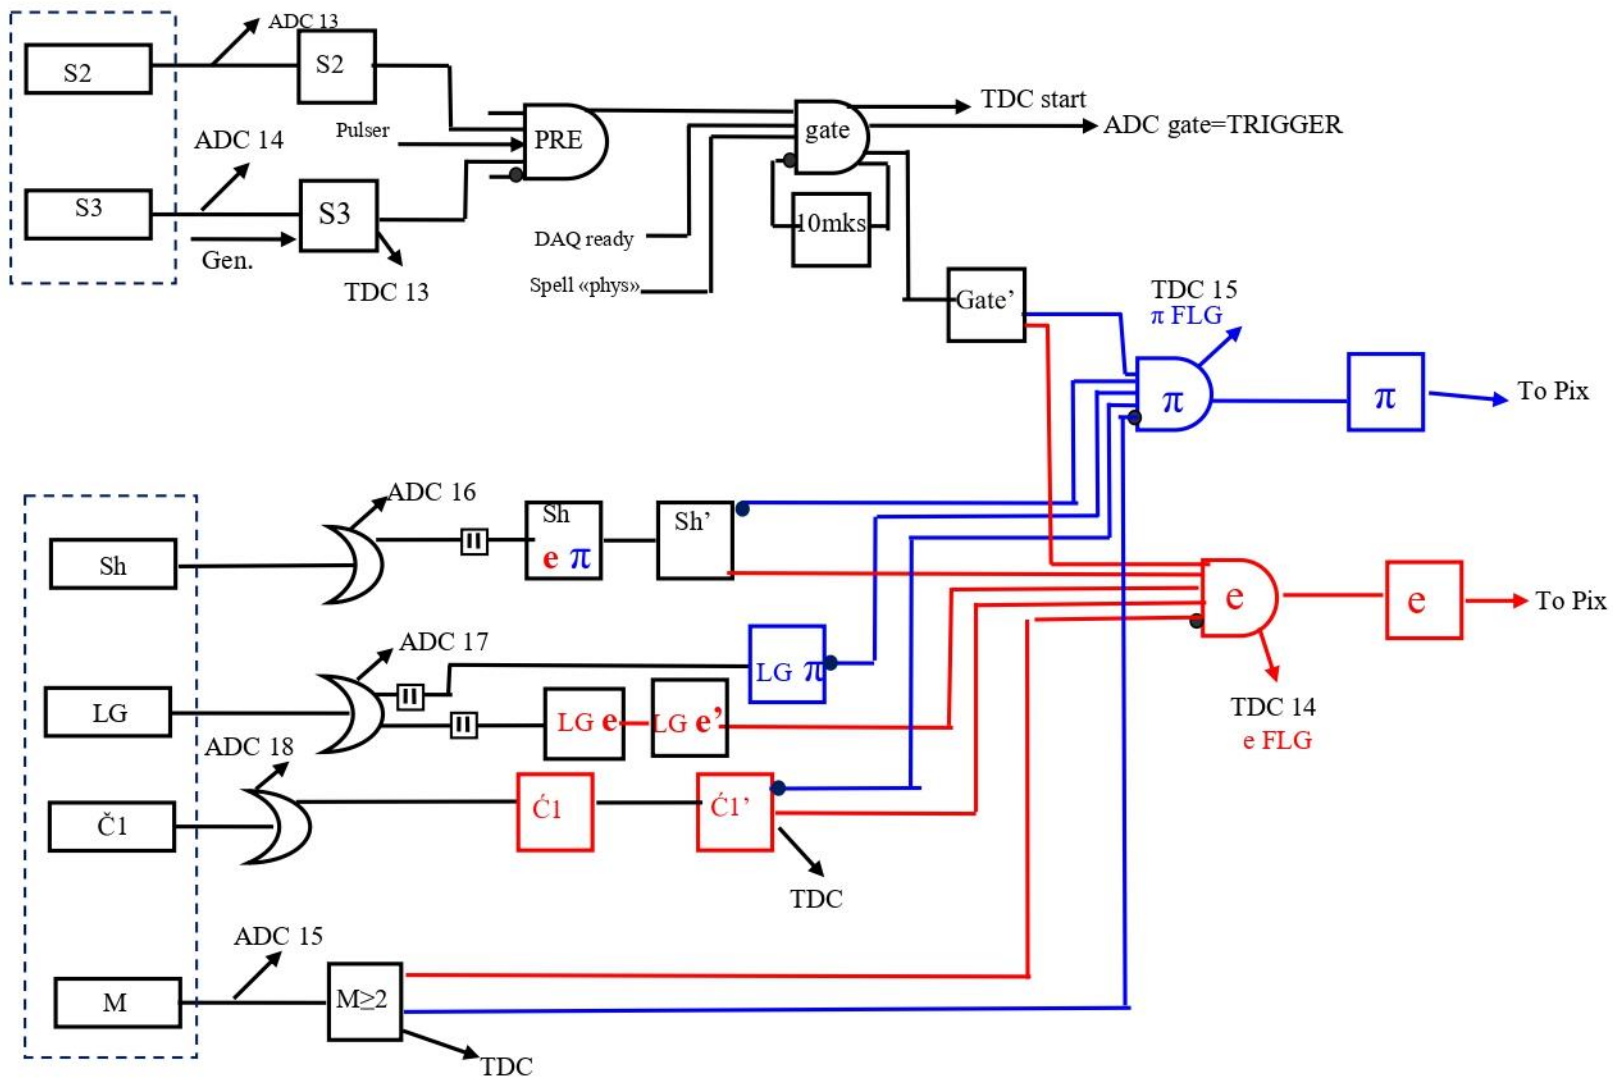 ADC 13
S2
S2
Pulser
PRE
gate
TDC start
ADC gate=TRIGGER
ADC 14
S3
S3
Gen.
TDC 13
DAQ ready
10mks
Spell «phys»
Gate’
TDC 15
π FLG
π
π
To Pix
ADC 16
Sh
Sh
e π
Sh’
e
e
To Pix
ADC 17
LG
LG π
LG e
LG e’
TDC 14
e FLG
ADC 18
Č1
Ć1
Ć1’
TDC
ADC 15
M
M≥2
TDC